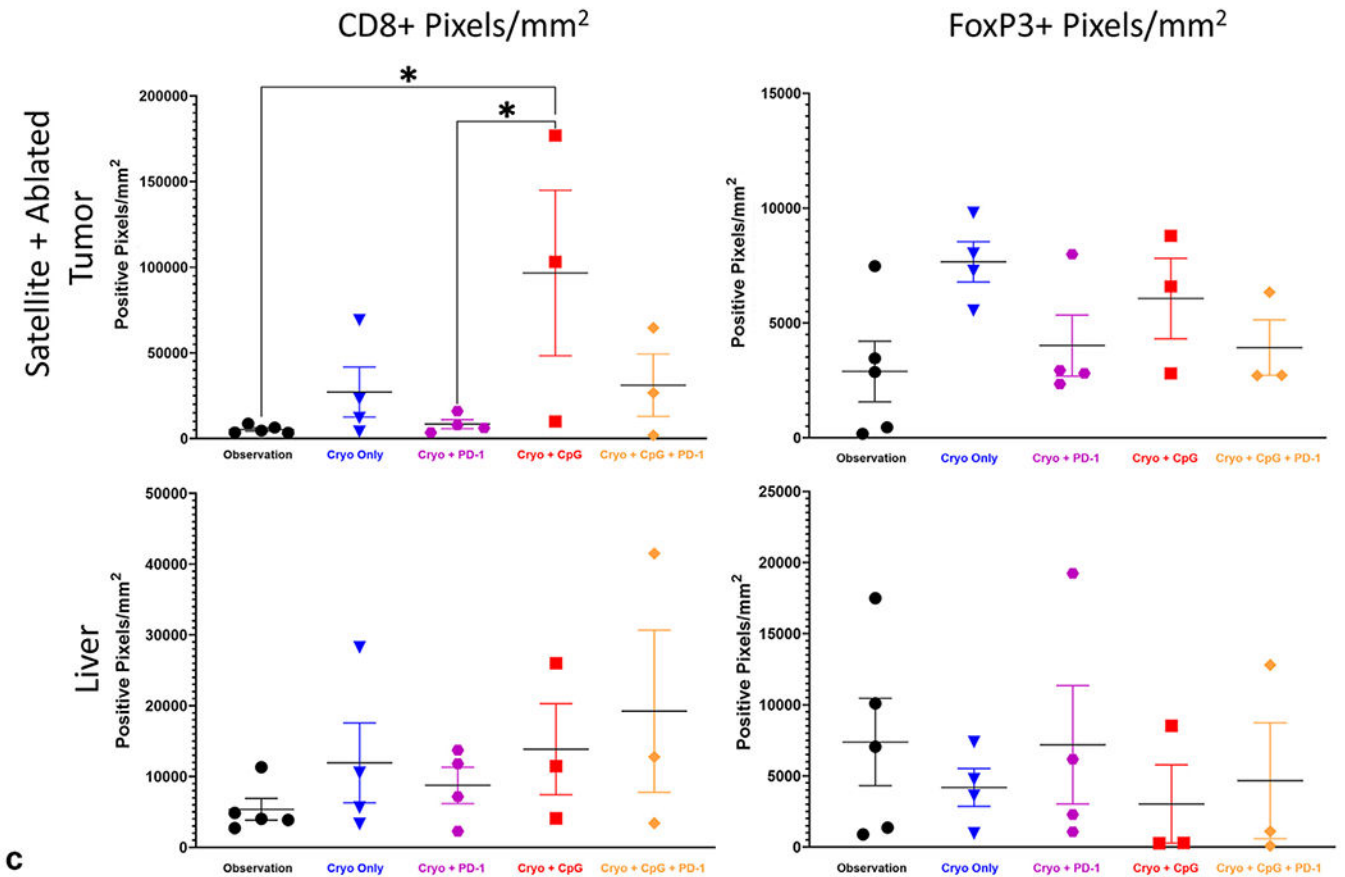 CD8+ Pixels/mm²
FoxP3+ Pixels/mm²
Satellite + Ablated
Tumor
Positive Pixels/mm²
200000
150000
100000
50000
0
*
*
Observation
Cryo Only
Cryo + PD-1
Cryo + CpG
Cryo + CpG + PD-1
Positive Pixels/mm²
15000
10000
5000
0
Observation
Cryo Only
Cryo + PD-1
Cryo + CpG
Cryo + CpG + PD-1
Liver
Positive Pixels/mm²
50000
40000
30000
20000
10000
0
Observation
Cryo Only
Cryo + PD-1
Cryo + CpG
Cryo + CpG + PD-1
Positive Pixels/mm²
25000
20000
15000
10000
5000
0
Observation
Cryo Only
Cryo + PD-1
Cryo + CpG
Cryo + CpG + PD-1
c